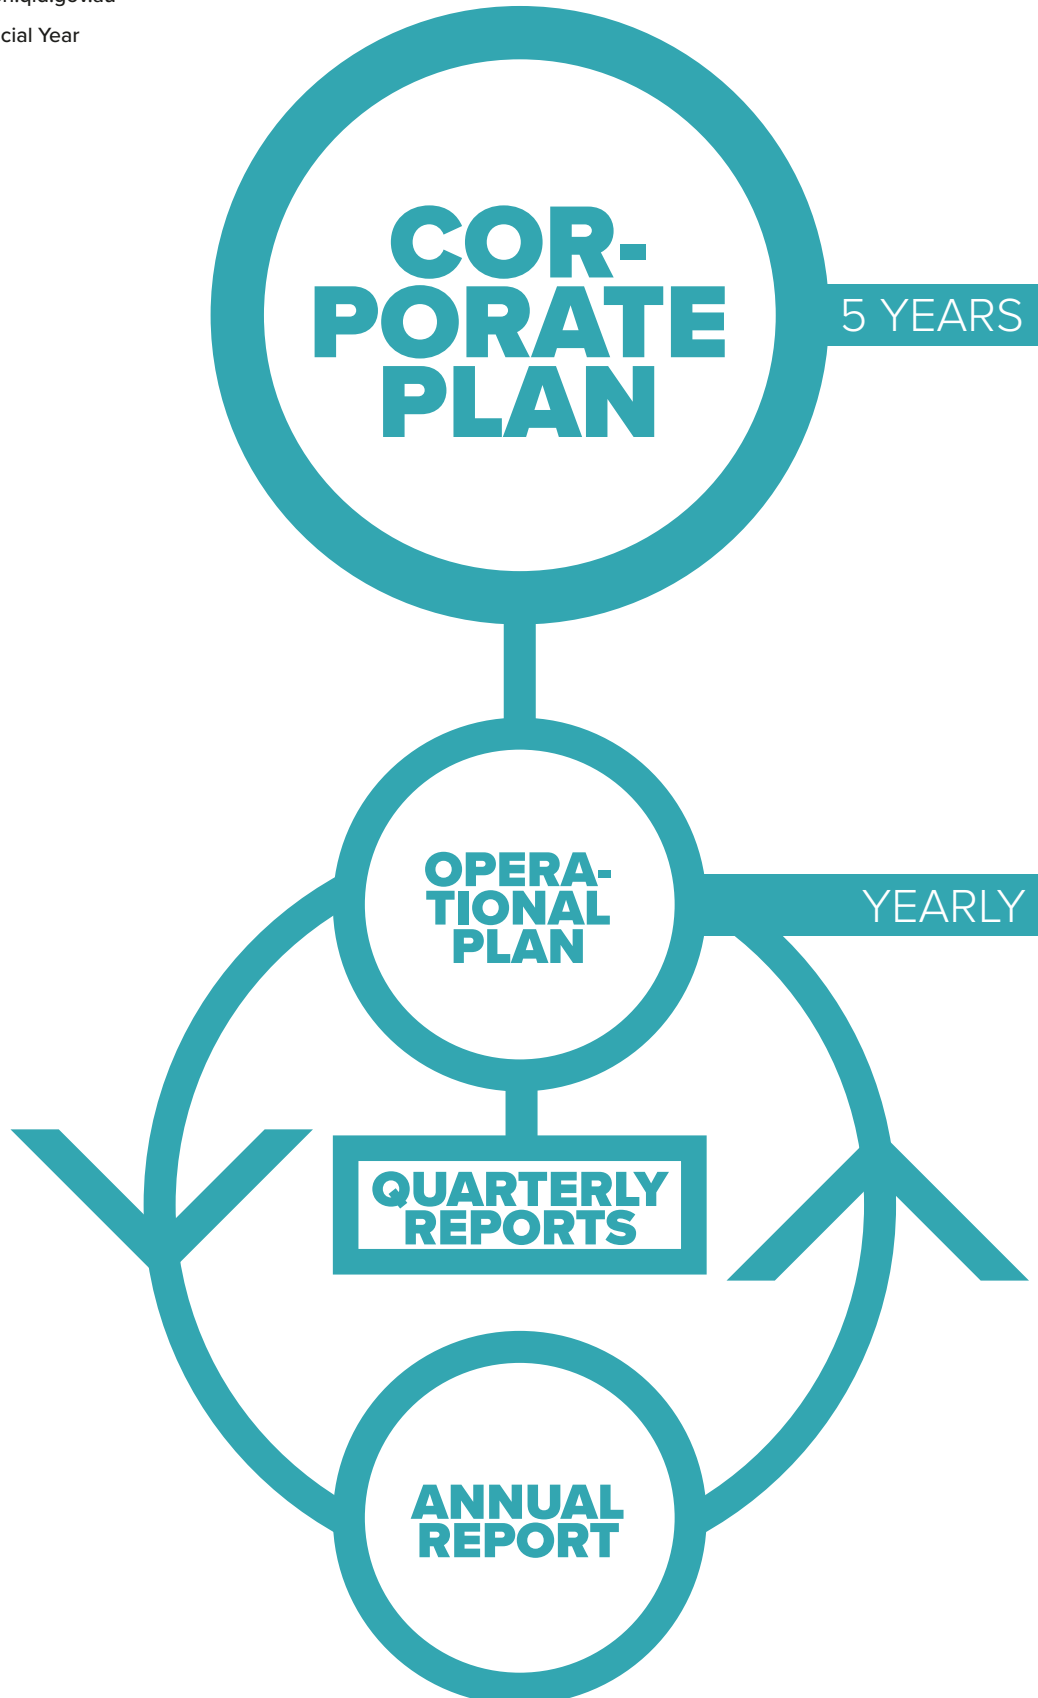 cial Year
COR-
PORATE
PLAN
5 YEARS
OPERA-
TIONAL
PLAN
YEARLY
QUARTERLY
REPORTS
ANNUAL
REPORT